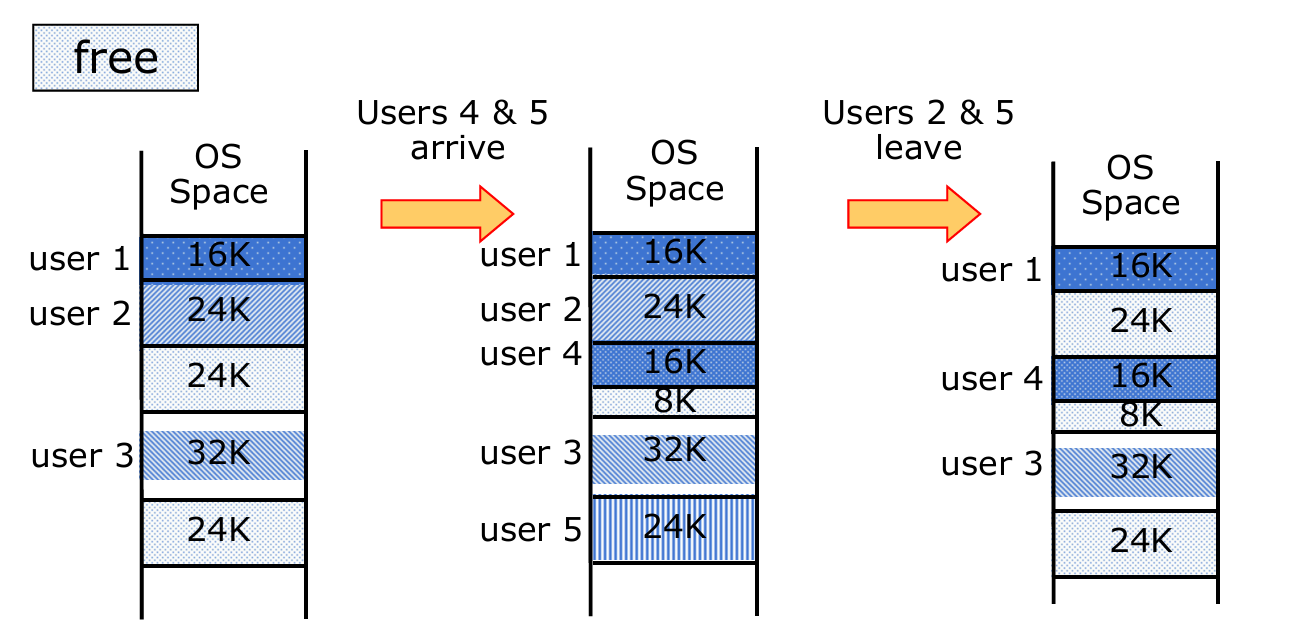 free
Users 4 & 5
arrive
Users 2 & 5
leave
OS
Space
user 1 16K
user 2 24K
24K
user 3 32K
24K
OS
Space
user 1 16K
user 2 24K
user 4 16K
8K
user 3 32K
user 5 24K
OS
Space
user 1 16K
24K
user 4 16K
8K
user 3 32K
24K